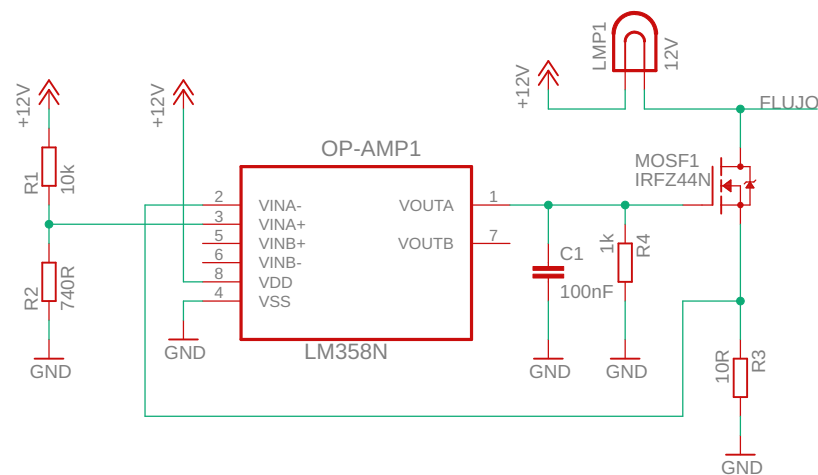 LMP1
12V
+12V
FLUJO
+12V
+12V
OP-AMP1
MOSF1
IRFZ44N
R1
10k
2
VINA-
VOUTA
1
3
VINA+
5
VINB+
VOUTB
7
6
VINB-
8
VDD
4
VSS
1k
R4
C1
100nF
R2
740R
GND
LM358N
GND
GND
GND
10R
R3
GND